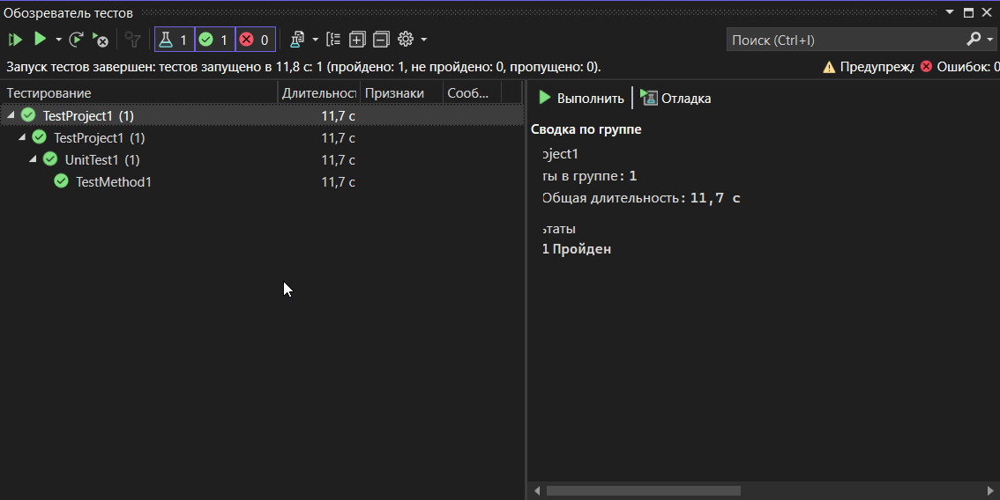 Обозреватель тестов
1 1 0
Поиск (Ctrl+I)
Запуск тестов завершен: тестов запущено в 11,8 с: 1 (пройдено: 1, не пройдено: 0, пропущено: 0).
Предупреж Ошибок: 0
Тестирование Длительност Признаки Сооб...
TestProject1 (1) 11,7 с
TestProject1 (1) 11,7 с
UnitTest1 (1) 11,7 с
TestMethod1 11,7 с
Выполнить Отладка
Сводка по группе
oject1
ты в группе: 1
Общая длительность: 11,7 с
ьтаты
1 Пройден